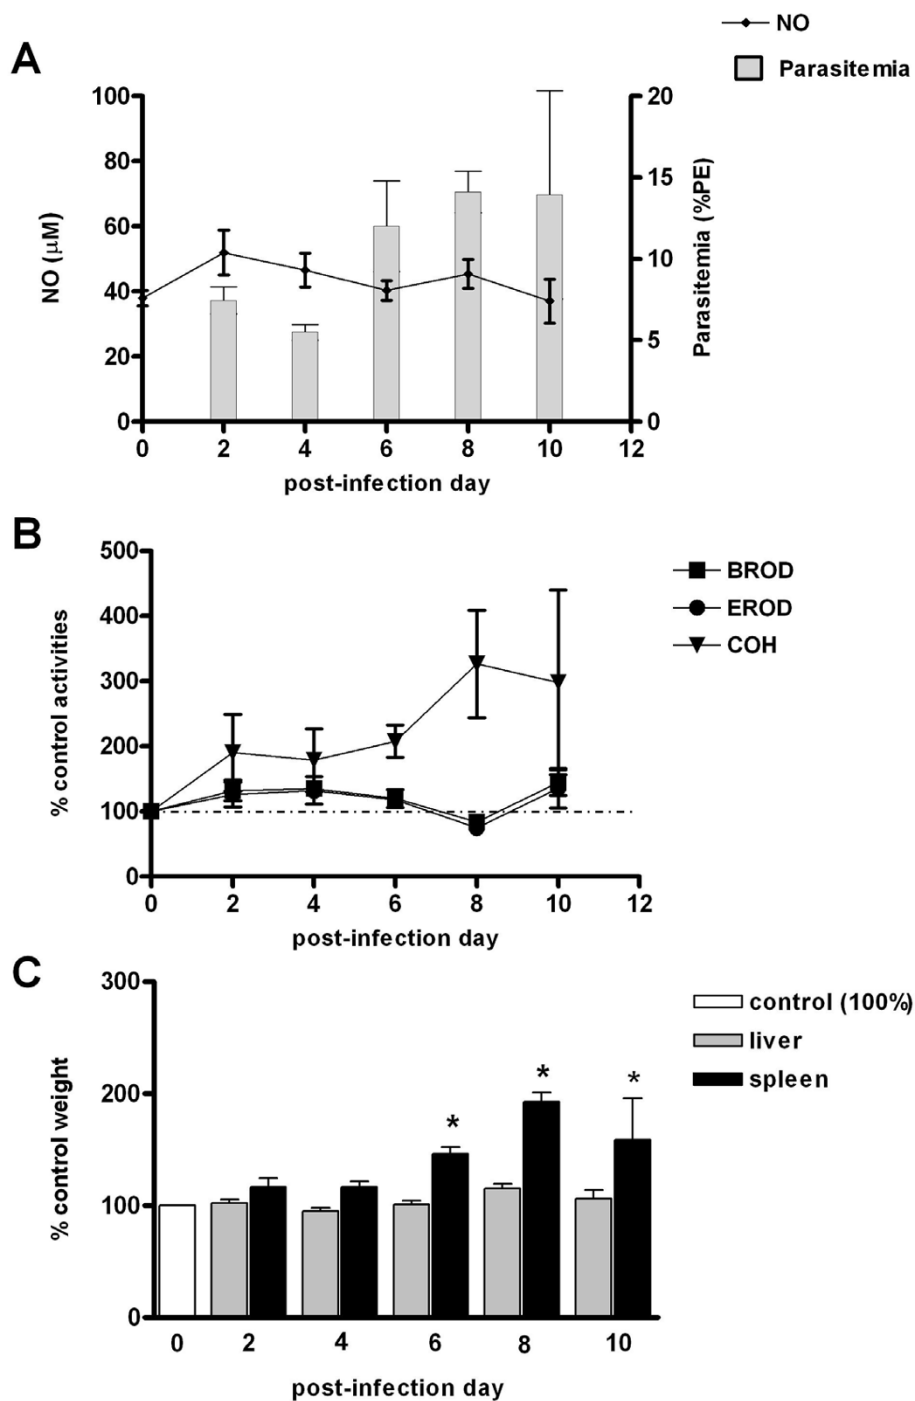 NO
A
Parasitemia
100
80
60
40
20
0
NO (μM)
20
15
10
5
0
Parasitemia (%PE)
0 2 4 6 8 10 12
post-infection day
B
500
400
300
200
100
0
% control activities
BROD
EROD
COH
0 2 4 6 8 10 12
post-infection day
C
300
200
100
0
% control weight
control (100%)
liver
spleen
* * *
0 2 4 6 8 10
post-infection day